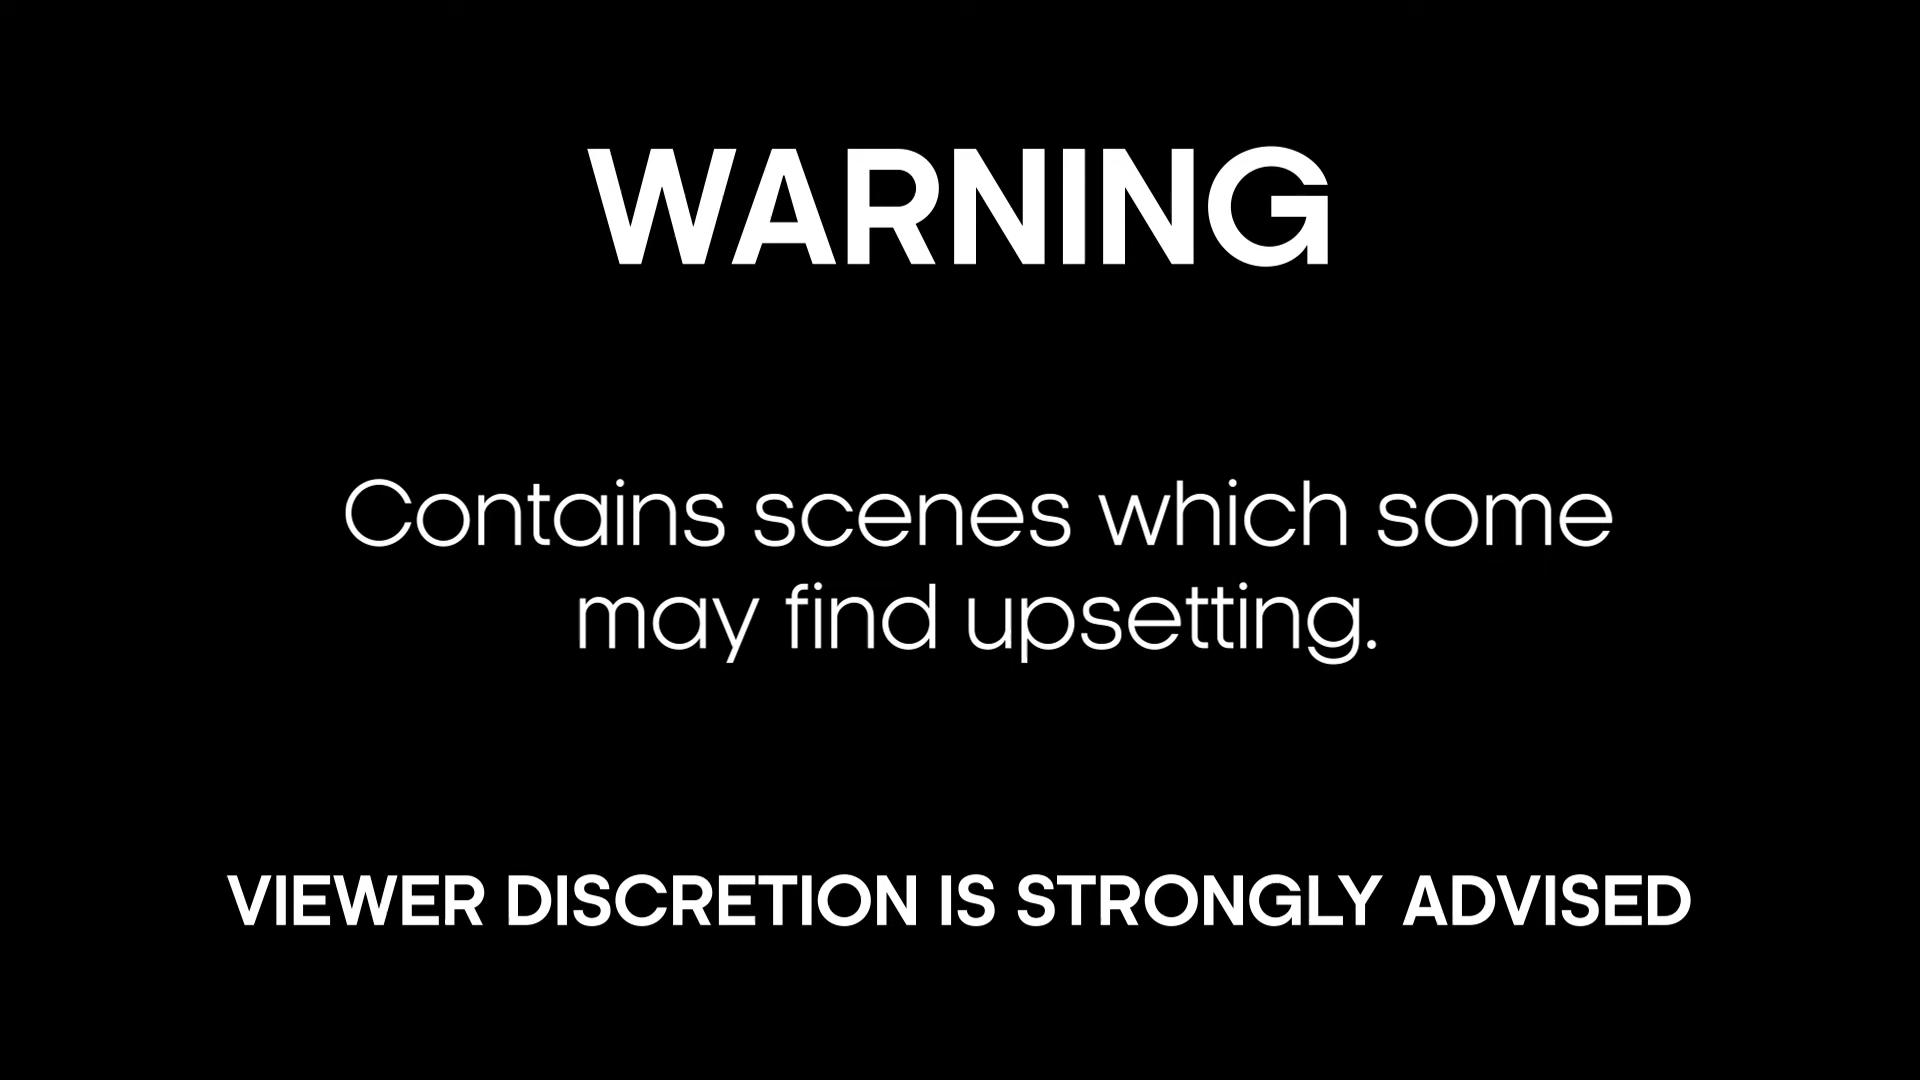 WARNING
Contains scenes which some
may find upsetting.
VIEWER DISCRETION IS STRONGLY ADVISED